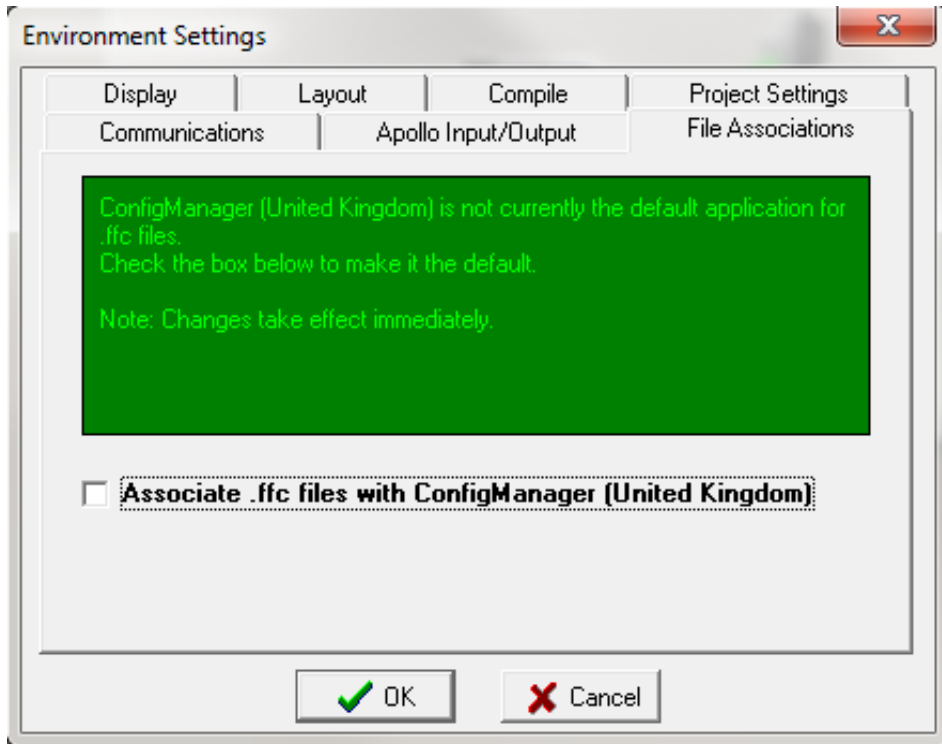 Environment Settings
Display
Layout
Compile
Project Settings
Communications
Apollo Input/Output
File Associations
ConfigManager (United Kingdom) is not currently the default application for
.ffc files.
Check the box below to make it the default.
Note: Changes take effect immediately.
Associate .ffc files with ConfigManager (United Kingdom)
OK
Cancel